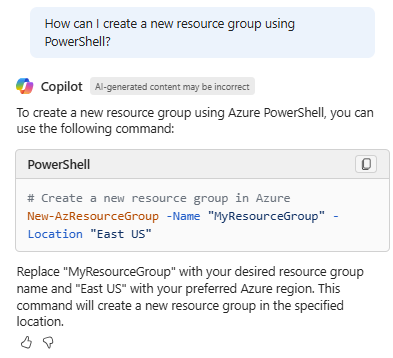 How can I create a new resource group using
PowerShell?
Copilot AI-generated content may be incorrect
To create a new resource group using Azure PowerShell, you can
use the following command:
PowerShell
# Create a new resource group in Azure
New-AzResourceGroup -Name "MyResourceGroup" -
Location "East US"
Replace "MyResourceGroup" with your desired resource group
name and "East US" with your preferred Azure region. This
command will create a new resource group in the specified
location.